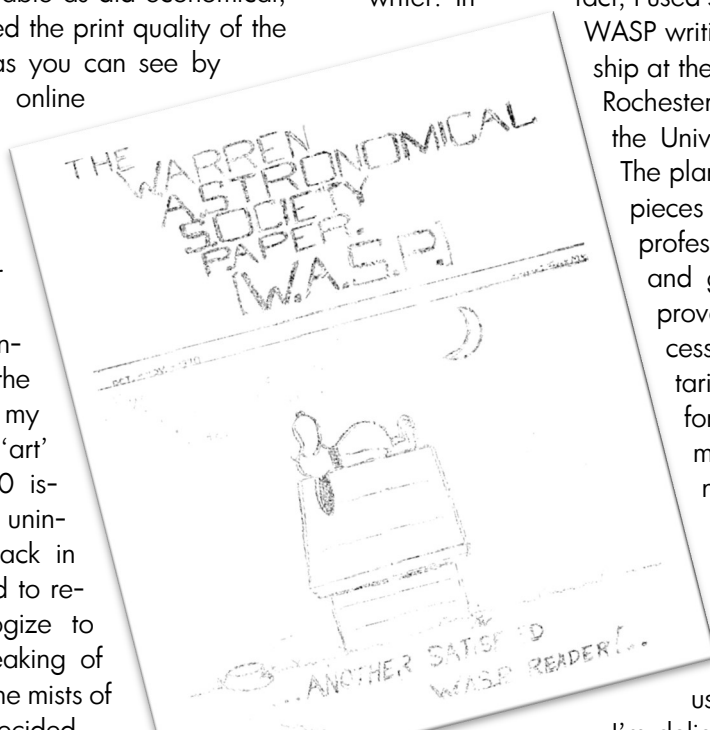 able as did economical,
ed the print quality of the
as you can see by
online
n-
the
my
‘art’
0 is-
unin-
ack in
d to re-
ogize to
eaking of
he mists of
ecided
THE WARREN
ASTRONOMICAL
SOCIETY
PAPER.
[W.A.S.P.]
...ANOTHER SATISF D
W.A.S.P. READER!..
writer. In
fact, I used s
WASP writi
ship at the
Rochester
the Univ
The plan
pieces
profes
and g
prov
cess
tari
for
m
r
us
I’m deli